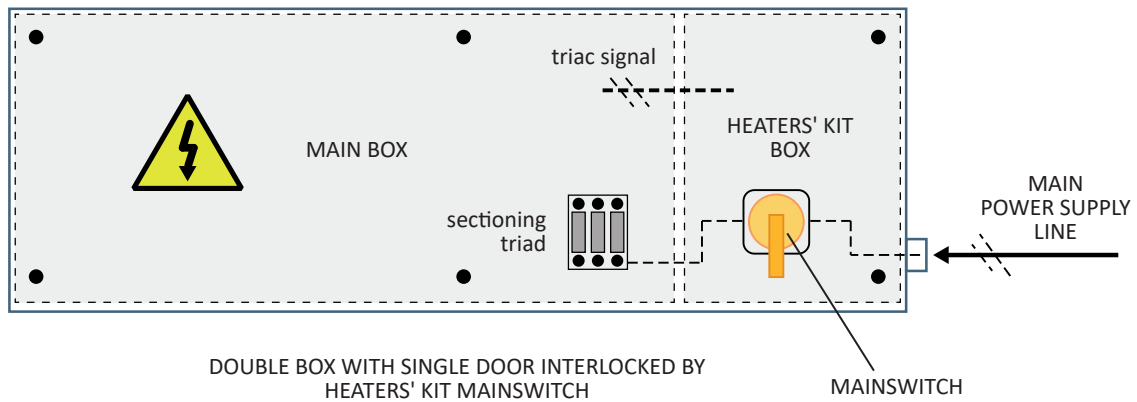 triac signal
MAIN BOX
HEATERS' KIT
BOX
sectioning
triad
MAIN
POWER SUPPLY
LINE
DOUBLE BOX WITH SINGLE DOOR INTERLOCKED BY
HEATERS' KIT MAINSWITCH
MAINSWITCH